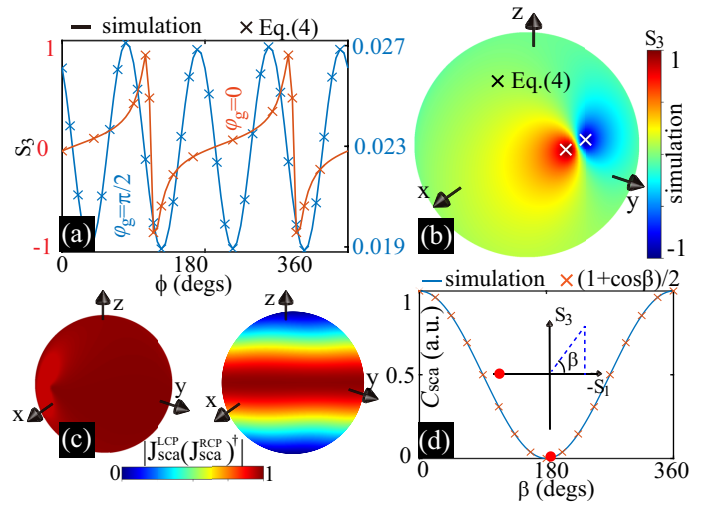 — simulation × Eq.(4)
1
0
-1
S₃
φg=π/2
φg=0
0.027
0.023
0.019
(a)
0 180 360
ϕ (degs)
z
× Eq.(4)
x
y
(b)
S₃
1
-1
simulation
z
x
y
(c)
z
x
y
0 |J_sca^LCP(J_sca^RCP)†| 1
— simulation × (1+cosβ)/2
1
0.5
0
C_sca (a.u.)
S₃
β
-S₁
(d)
0 180 360
β (degs)